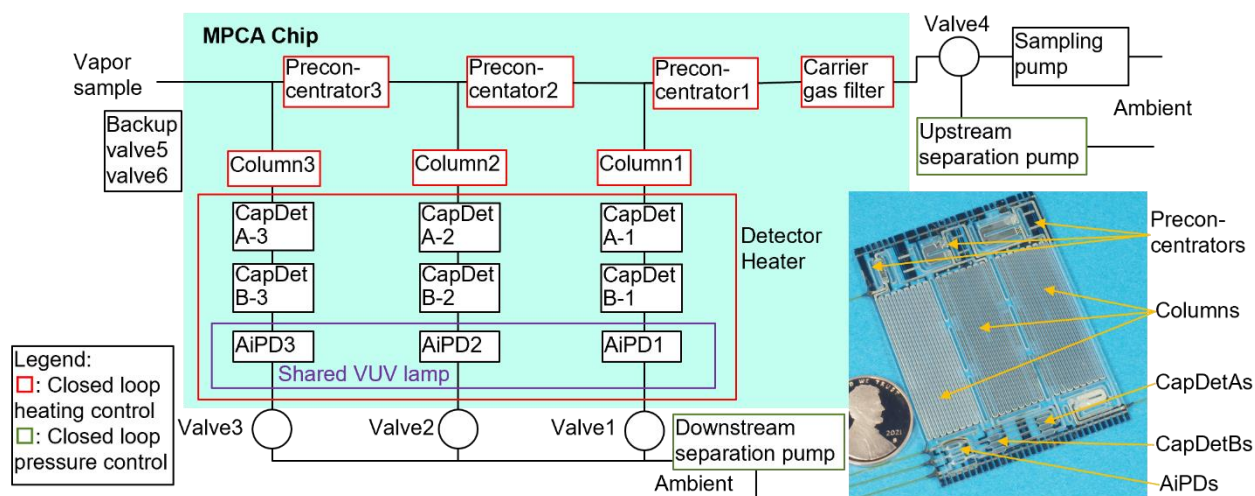 MPCA Chip
Valve4
Vapor
sample
Precon-
centrator3
Precon-
centator2
Precon-
centrator1
Carrier
gas filter
Sampling
pump
Ambient
Backup
valve5
valve6
Upstream
separation pump
Column3
Column2
Column1
CapDet
A-3
CapDet
A-2
CapDet
A-1
Detector
Heater
CapDet
B-3
CapDet
B-2
CapDet
B-1
AiPD3
AiPD2
AiPD1
Shared VUV lamp
Legend:
: Closed loop
heating control
: Closed loop
pressure control
Valve3
Valve2
Valve1
Downstream
separation pump
Ambient
Precon-
centrators
Columns
CapDetAs
CapDetBs
AiPDs
2021